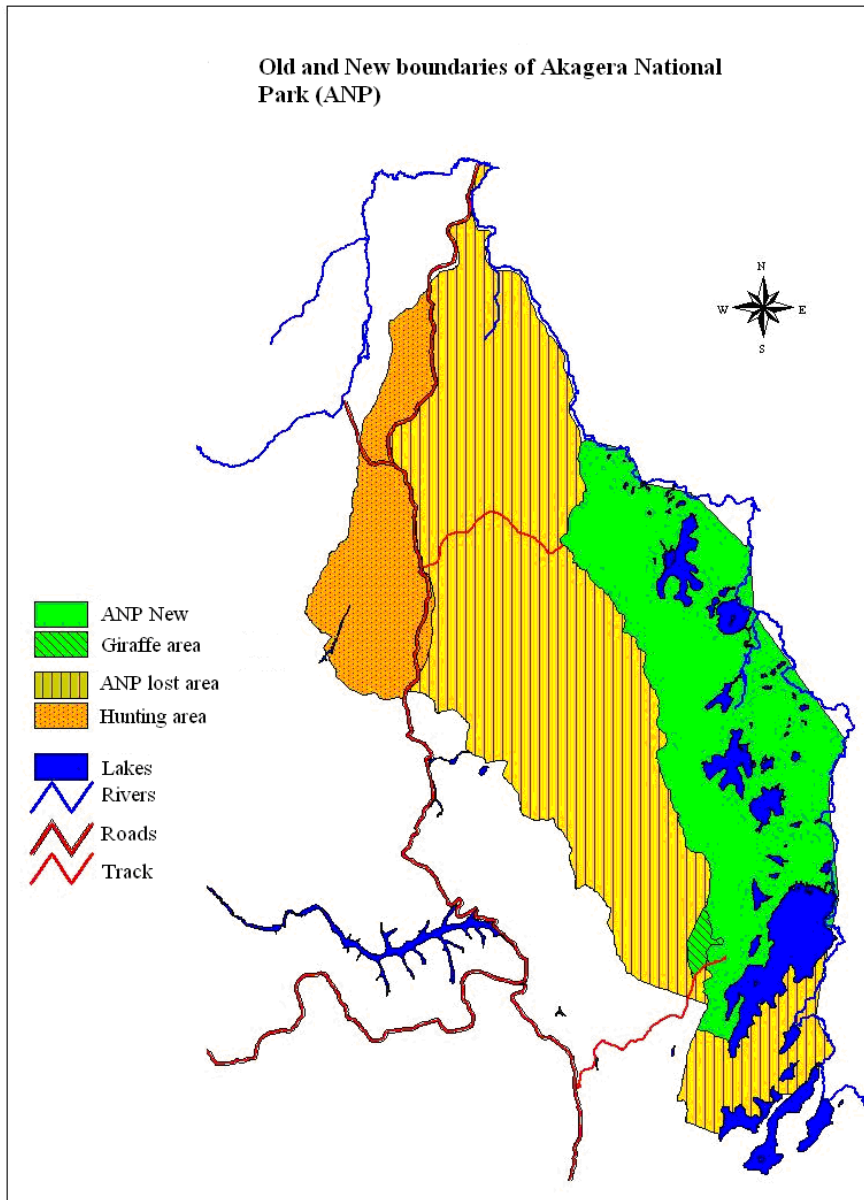 Old and New boundaries of Akagera National
Park (ANP)
N
W E
S
ANP New
Giraffe area
ANP lost area
Hunting area
Lakes
Rivers
Roads
Track